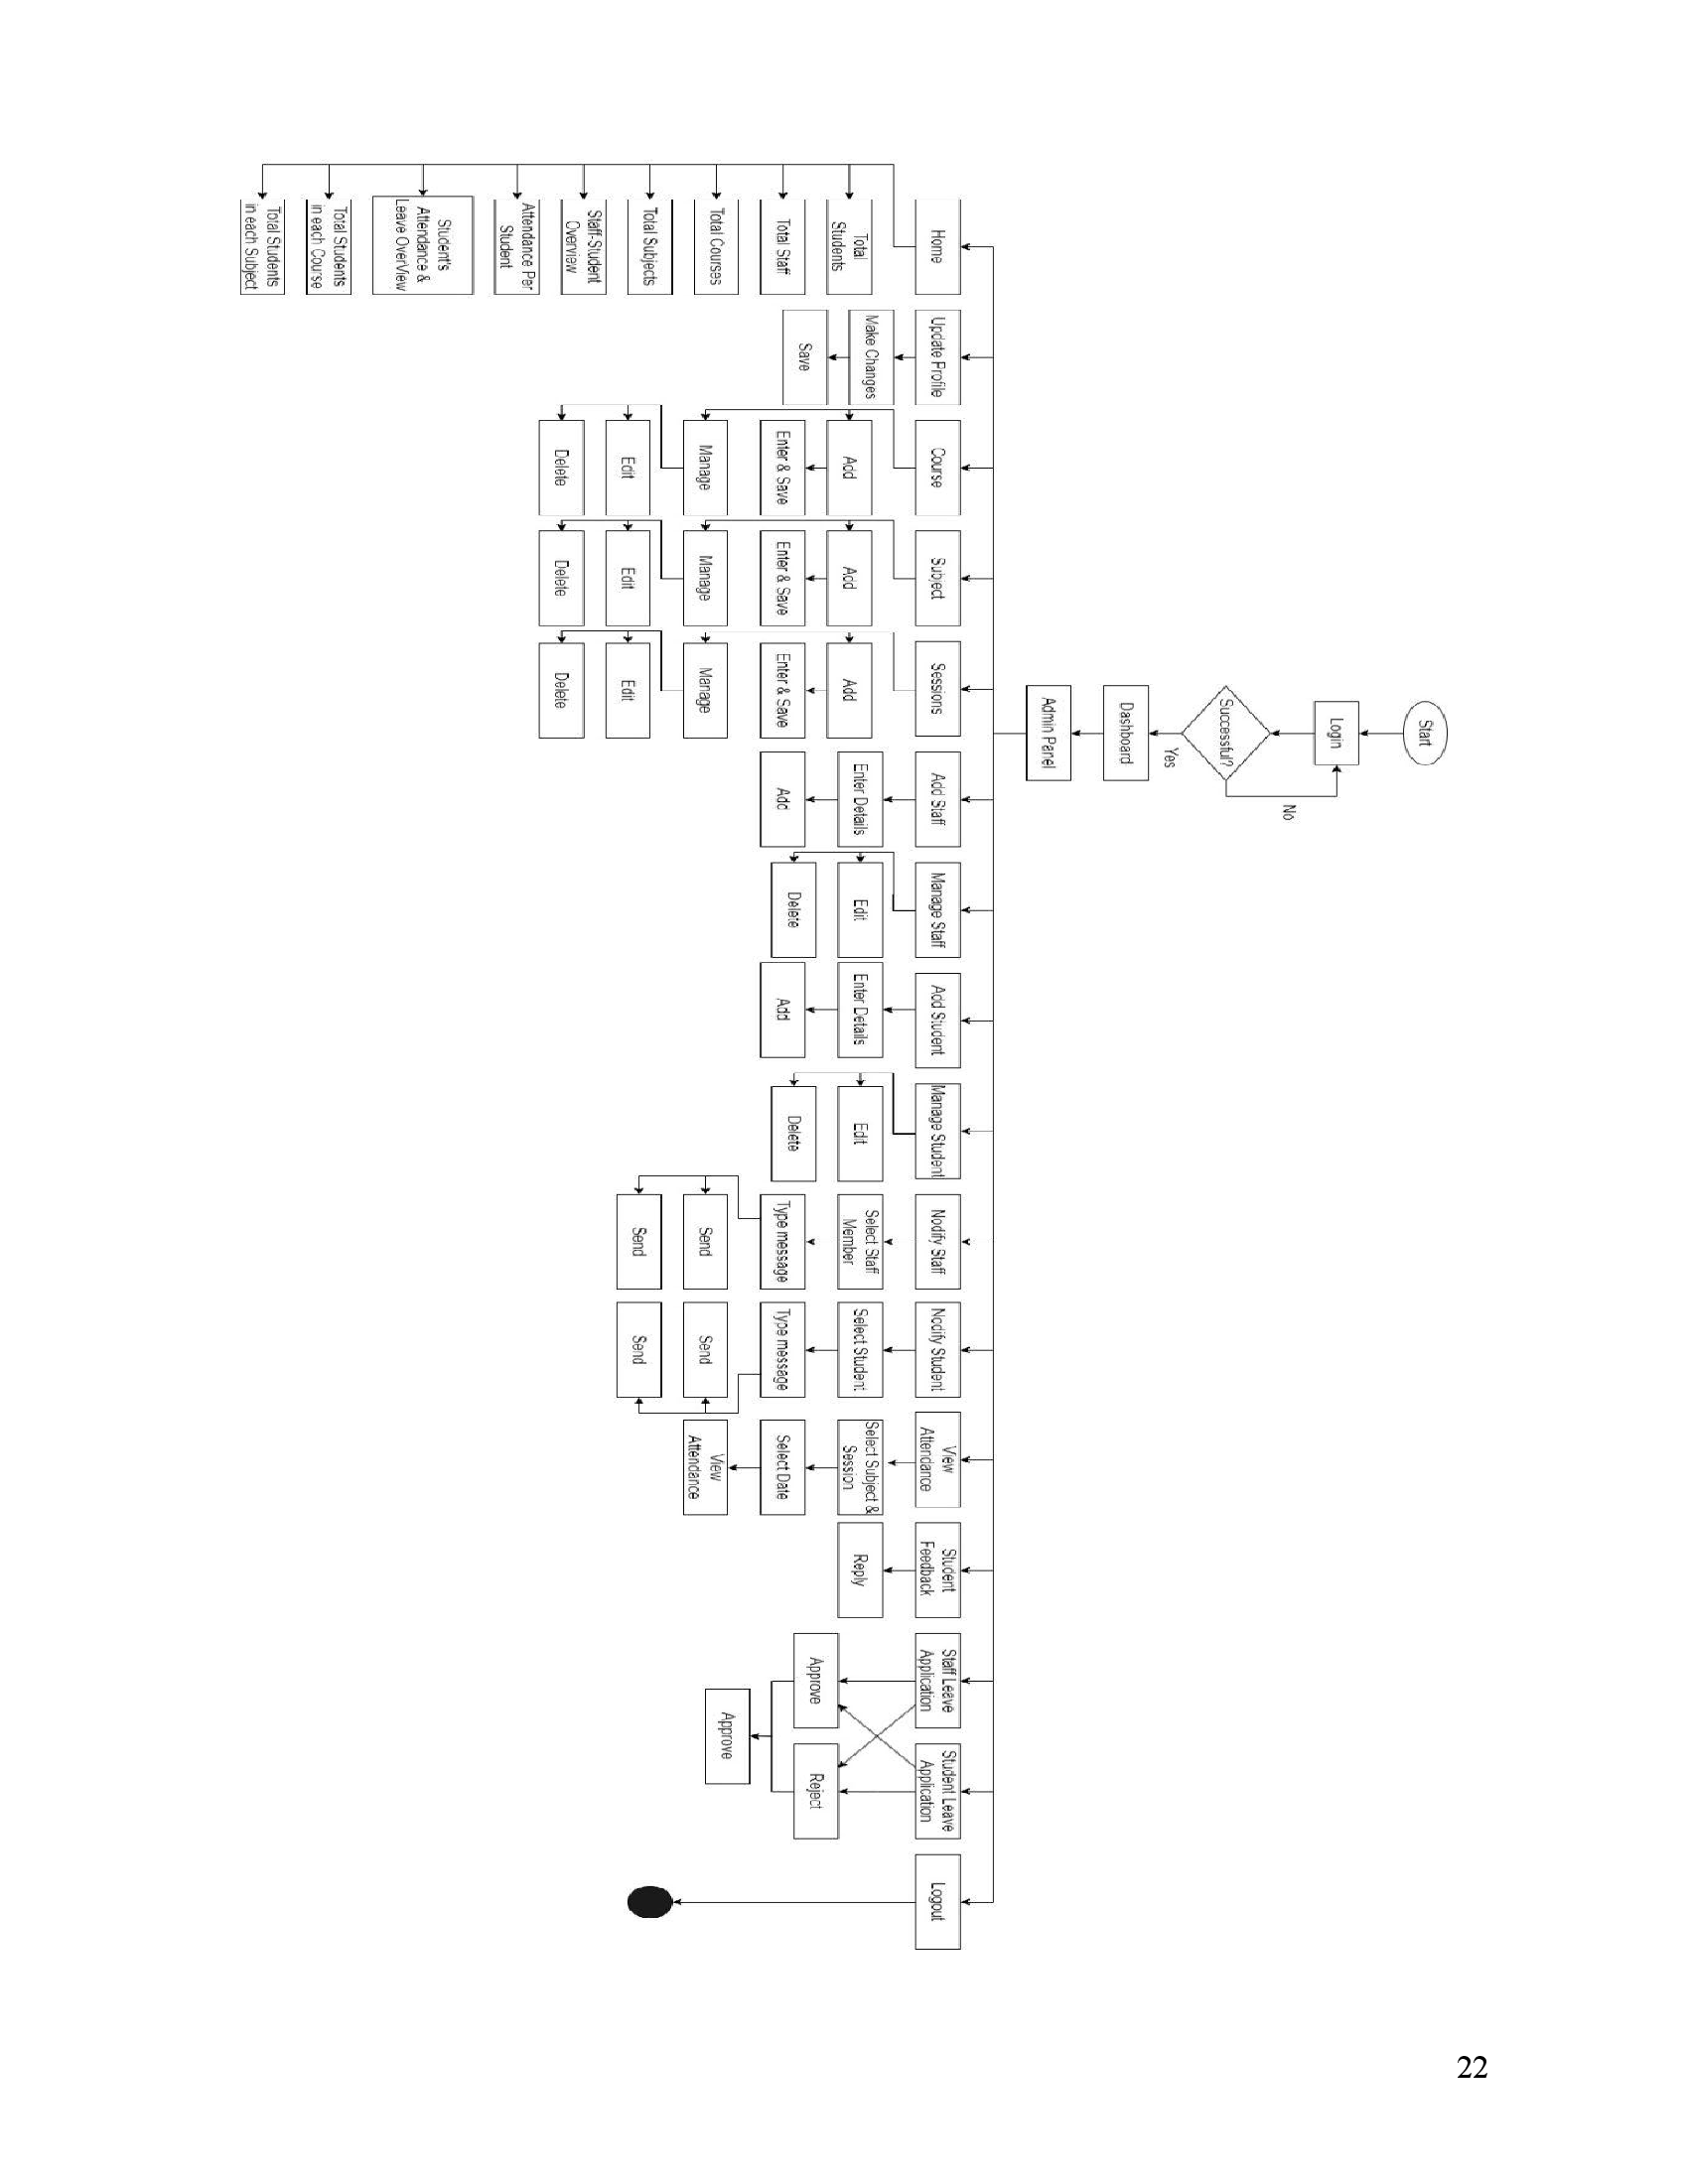 Start
Login
No
Successful?
Yes
Dashboard
Admin Panel
Home
Update Profile
Course
Subject
Sessions
Add Staff
Manage Staff
Add Student
Manage Student
Nodify Staff
Nodify Student
View
Attendance
Student
Feedback
Staff Leave
Application
Student Leave
Application
Logout
Total
Students
Total Staff
Total Courses
Total Subjects
Staff-Student
Overview
Attendance Per
Student
Student's
Attendance &
Leave OverView
Total Students
in each Course
Total Students
in each Subject
Make Changes
Save
Add
Enter & Save
Manage
Edit
Delete
Add
Enter & Save
Manage
Edit
Delete
Add
Enter & Save
Manage
Edit
Delete
Enter Details
Add
Edit
Delete
Enter Details
Add
Edit
Delete
Select Staff
Member
Type message
Send
Send
Select Student
Type message
Send
Send
Select Subject &
Session
Select Date
View
Attendance
Reply
Approve
Reject
Approve
22